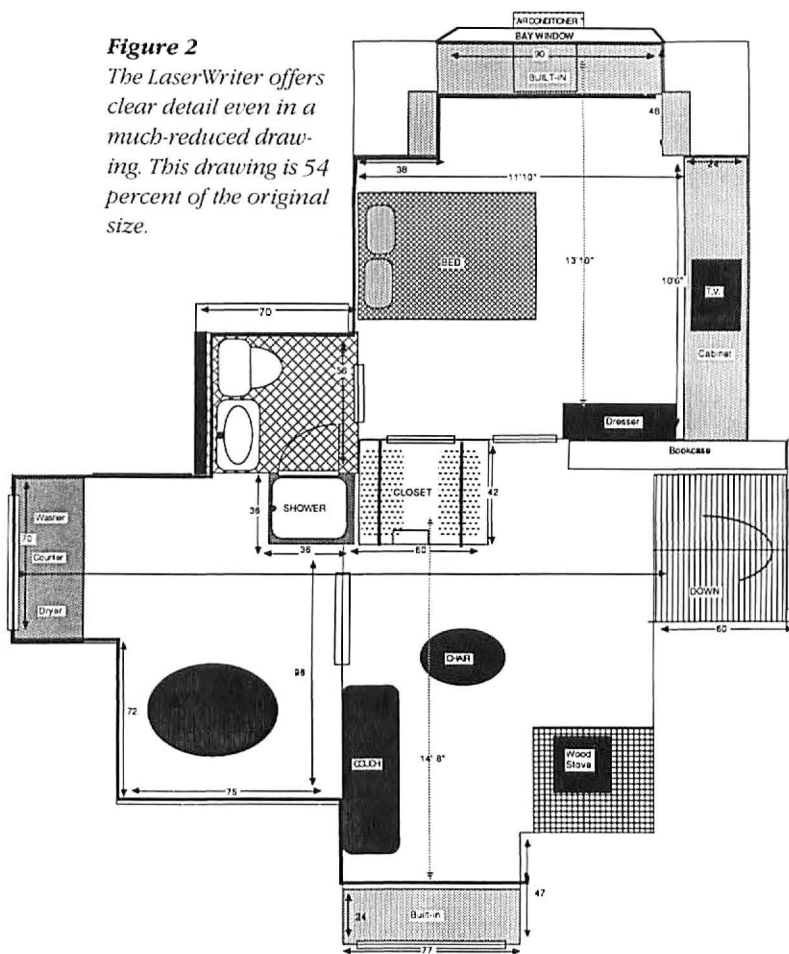 Figure 2
The LaserWriter offers
clear detail even in a
much-reduced draw-
ing. This drawing is 54
percent of the original
size.
AIR CONDITIONER
BAY WINDOW
90
BUILT-IN
48
38
24
11'10"
BED
13'10"
10'6"
T.V.
Cabinet
70
56
Dresser
Bookcase
CLOSET
42
SHOWER
36
36
60
Washer
70
Counter
Dryer
DOWN
60
CHAIR
98
72
COUCH
14' 8"
Wood
Stove
75
47
24
Built-in
77